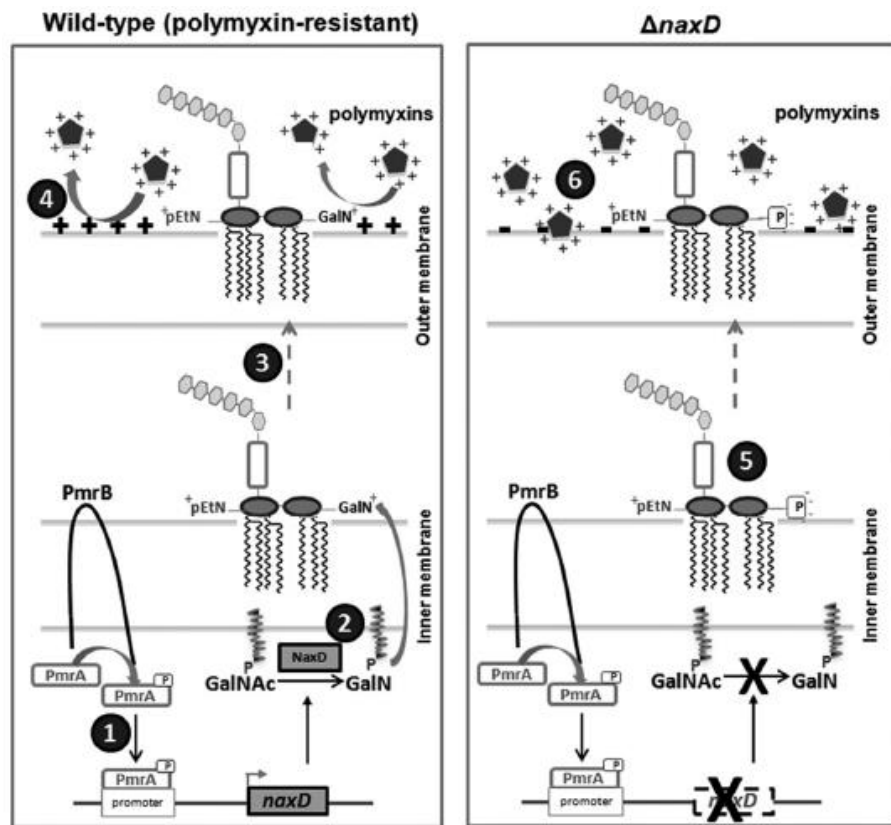 Wild-type (polymyxin-resistant)
polymyxins
+ + + + + +
4
+pEtN
GalN+
Outer membrane
3
PmrB
+pEtN
GalN+
Inner membrane
2
P
NaxD
P
GalNAc
GalN
PmrA
P
PmrA
1
P
PmrA
promoter
naxD
ΔnaxD
polymyxins
6
+pEtN
P
- - - - -
Outer membrane
5
PmrB
+pEtN
P
Inner membrane
P
P
GalNAc
X
GalN
PmrA
P
PmrA
P
PmrA
promoter
X
naxD